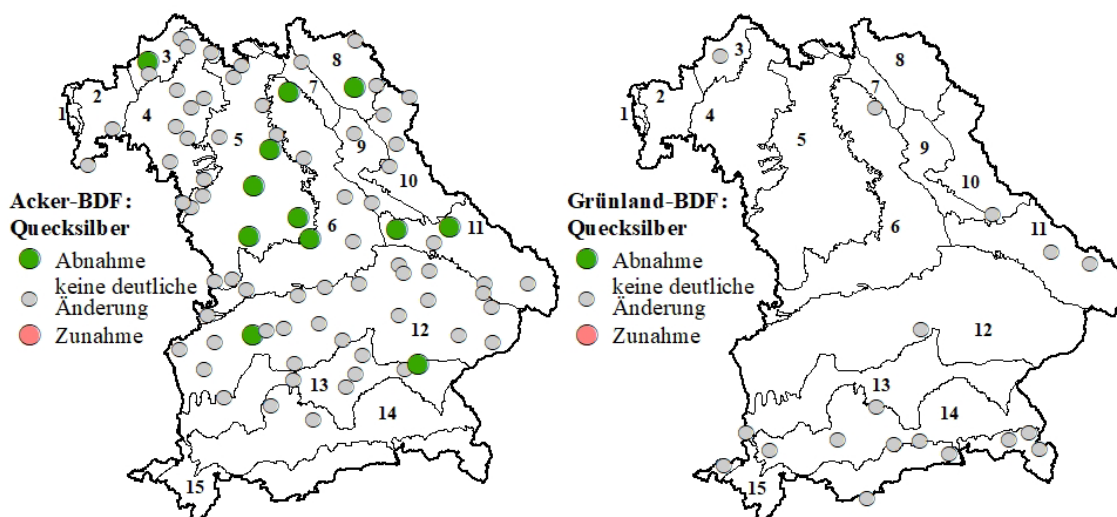 3
8
2
7
1
4
5
9
10
Acker-BDF:
Quecksilber
6
11
Abnahme
keine deutliche
Änderung
12
Zunahme
13
14
15
3
8
2
7
1
4
5
9
10
Grünland-BDF:
Quecksilber
6
11
Abnahme
keine deutliche
Änderung
12
Zunahme
13
14
15